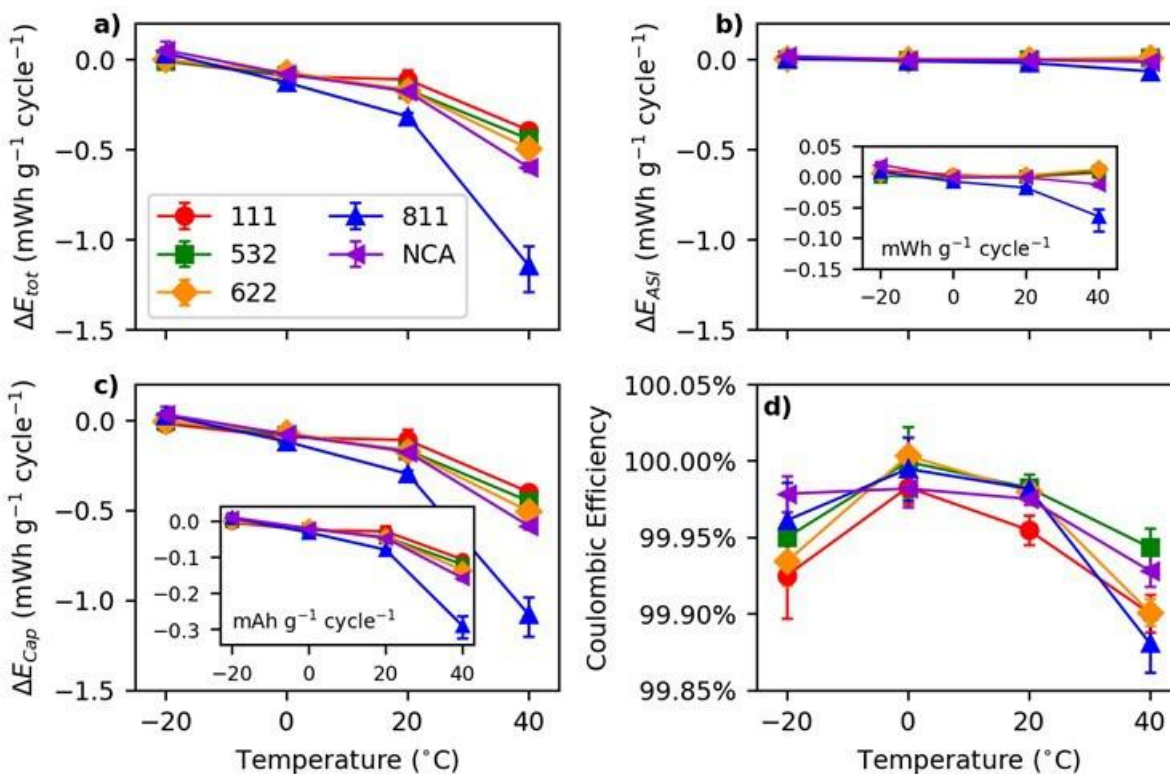 a)
ΔE_tot (mWh g⁻¹ cycle⁻¹)
0.0
−0.5
−1.0
−1.5
111
532
622
811
NCA
b)
ΔE_ASI (mWh g⁻¹ cycle⁻¹)
0.0
−0.5
−1.0
−1.5
0.05
0.00
−0.05
−0.10
−0.15
mWh g⁻¹ cycle⁻¹
−20 0 20 40
c)
ΔE_Cap (mWh g⁻¹ cycle⁻¹)
0.0
−0.5
−1.0
−1.5
0.0
−0.1
−0.2
−0.3
mAh g⁻¹ cycle⁻¹
−20 0 20 40
−20 0 20 40
Temperature (°C)
d)
Coulombic Efficiency
100.05%
100.00%
99.95%
99.90%
99.85%
−20 0 20 40
Temperature (°C)